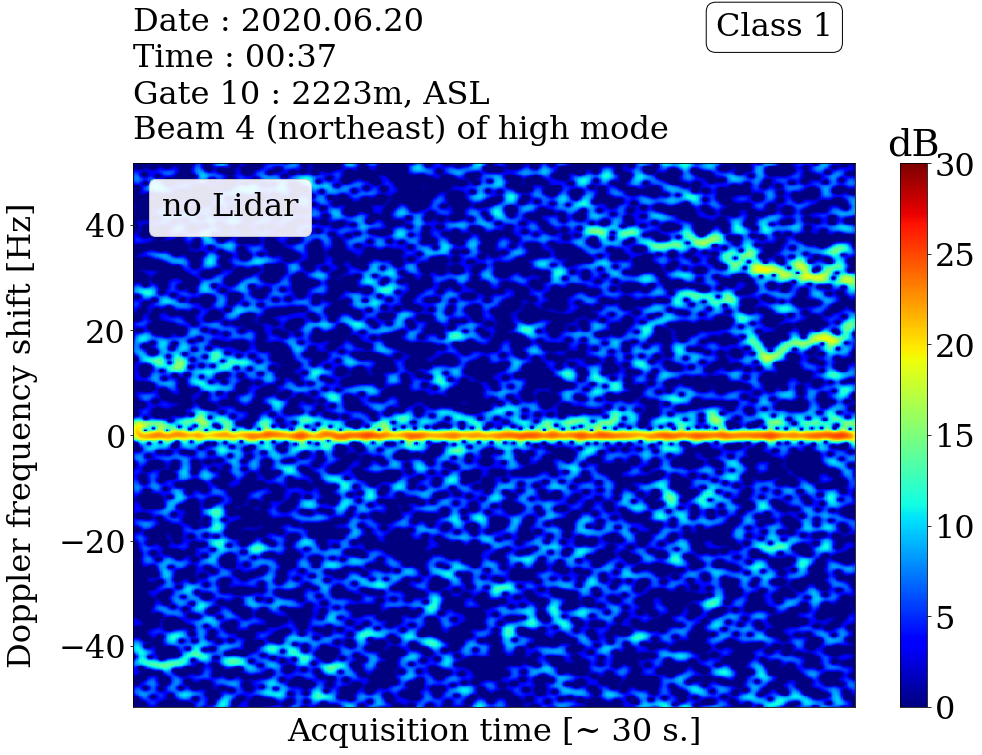 Date : 2020.06.20
Time : 00:37
Gate 10 : 2223m, ASL
Beam 4 (northeast) of high mode
Class 1
dB
no Lidar
Doppler frequency shift [Hz]
40
20
0
−20
−40
Acquisition time [~ 30 s.]
30
25
20
15
10
5
0